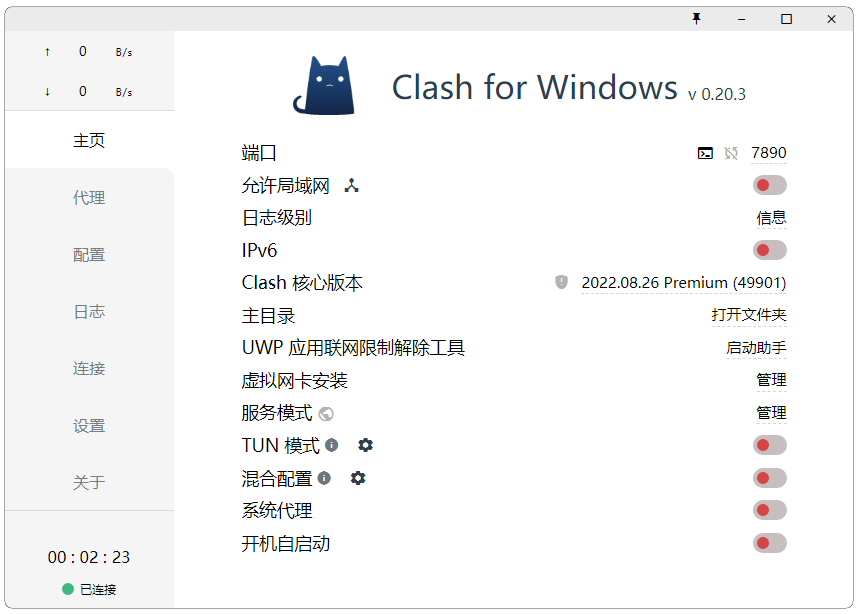 ↑ 0 B/s
↓ 0 B/s
主页
代理
配置
日志
连接
设置
关于
00 : 02 : 23
已连接
Clash for Windows v 0.20.3
端口 7890
允许局域网
日志级别 信息
IPv6
Clash 核心版本 2022.08.26 Premium (49901)
主目录 打开文件夹
UWP 应用联网限制解除工具 启动助手
虚拟网卡安装 管理
服务模式 管理
TUN 模式
混合配置
系统代理
开机自启动